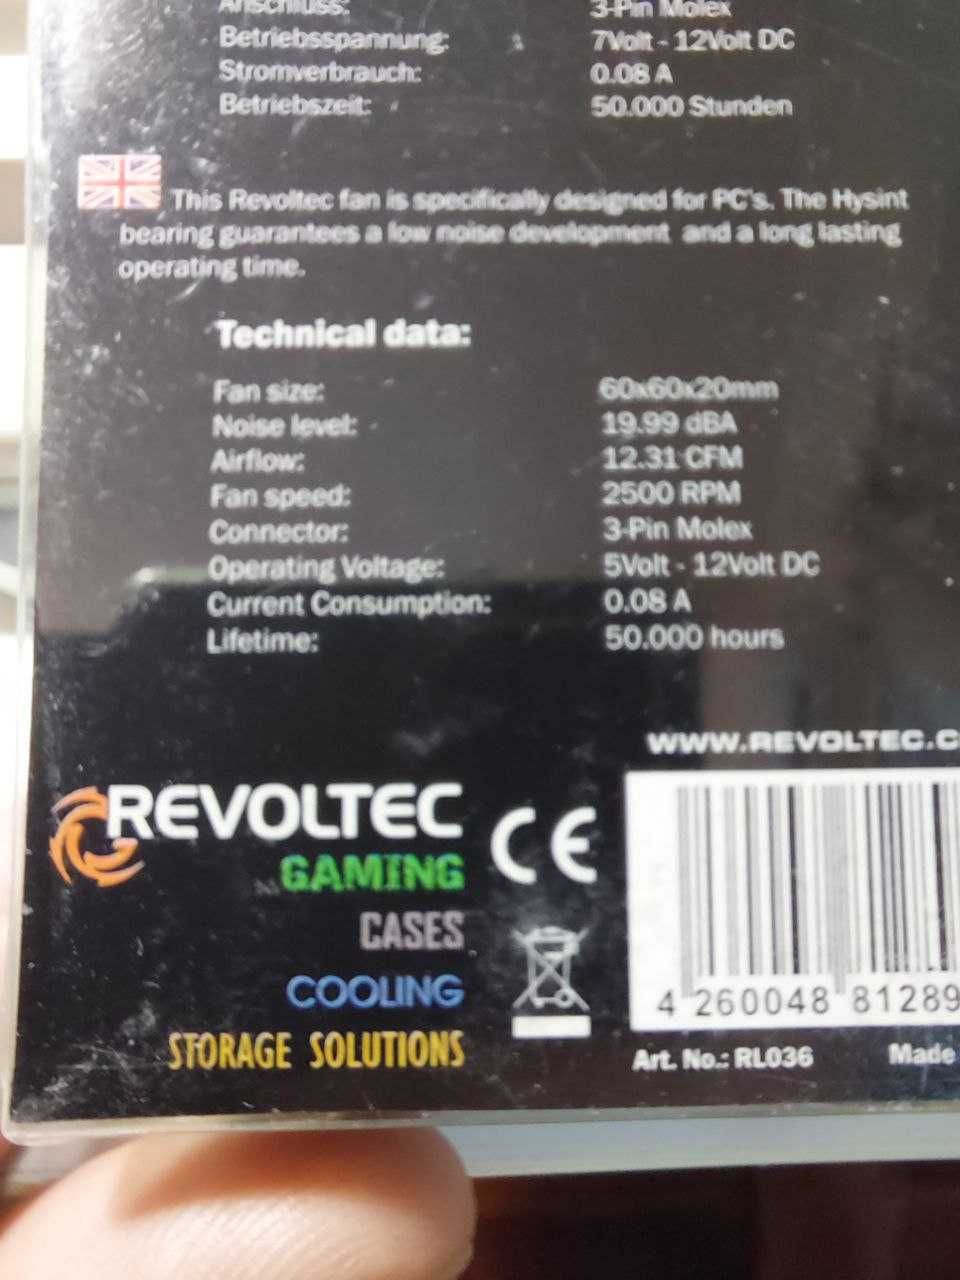 Anschluss: 3-Pin Molex
Betriebsspannung: 7Volt - 12Volt DC
Stromverbrauch: 0.08 A
Betriebszeit: 50.000 Stunden
This Revoltec fan is specifically designed for PC's. The Hysint
bearing guarantees a low noise development and a long lasting
operating time.
Technical data:
Fan size: 60x60x20mm
Noise level: 19.99 dBA
Airflow: 12.31 CFM
Fan speed: 2500 RPM
Connector: 3-Pin Molex
Operating Voltage: 5Volt - 12Volt DC
Current Consumption: 0.08 A
Lifetime: 50.000 hours
WWW.REVOLTEC.C
REVOLTEC
GAMING
CASES
COOLING
STORAGE SOLUTIONS
CE
4 260048 81289
Art. No.: RL036 Made